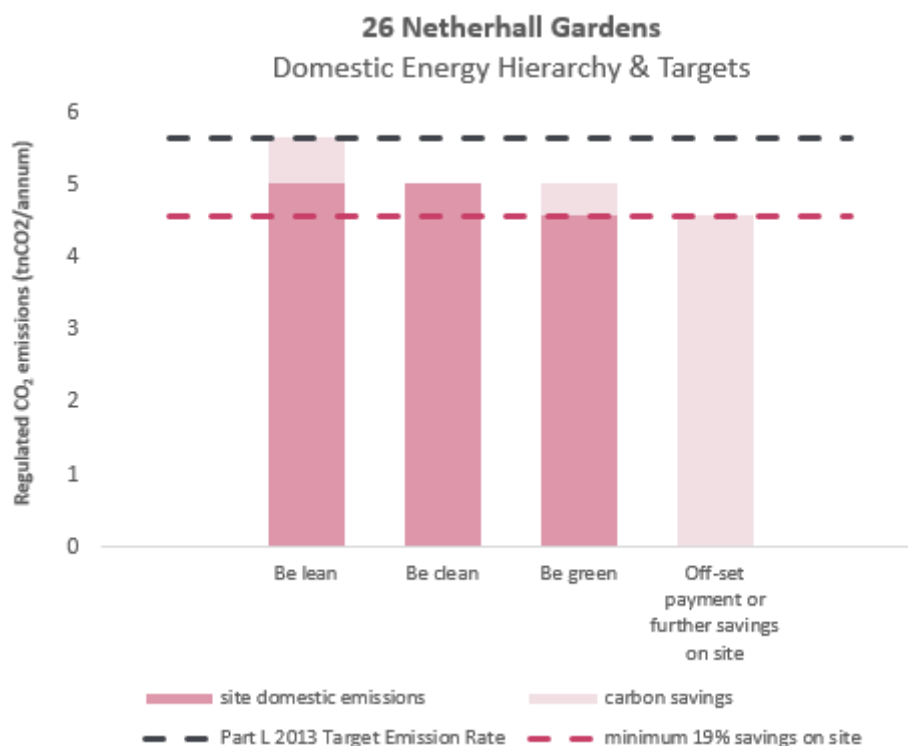 26 Netherhall Gardens
Domestic Energy Hierarchy & Targets
Regulated CO₂ emissions (tnCO2/annum)
6
5
4
3
2
1
0
Be lean
Be clean
Be green
Off-set
payment or
further savings
on site
site domestic emissions
carbon savings
Part L 2013 Target Emission Rate
minimum 19% savings on site